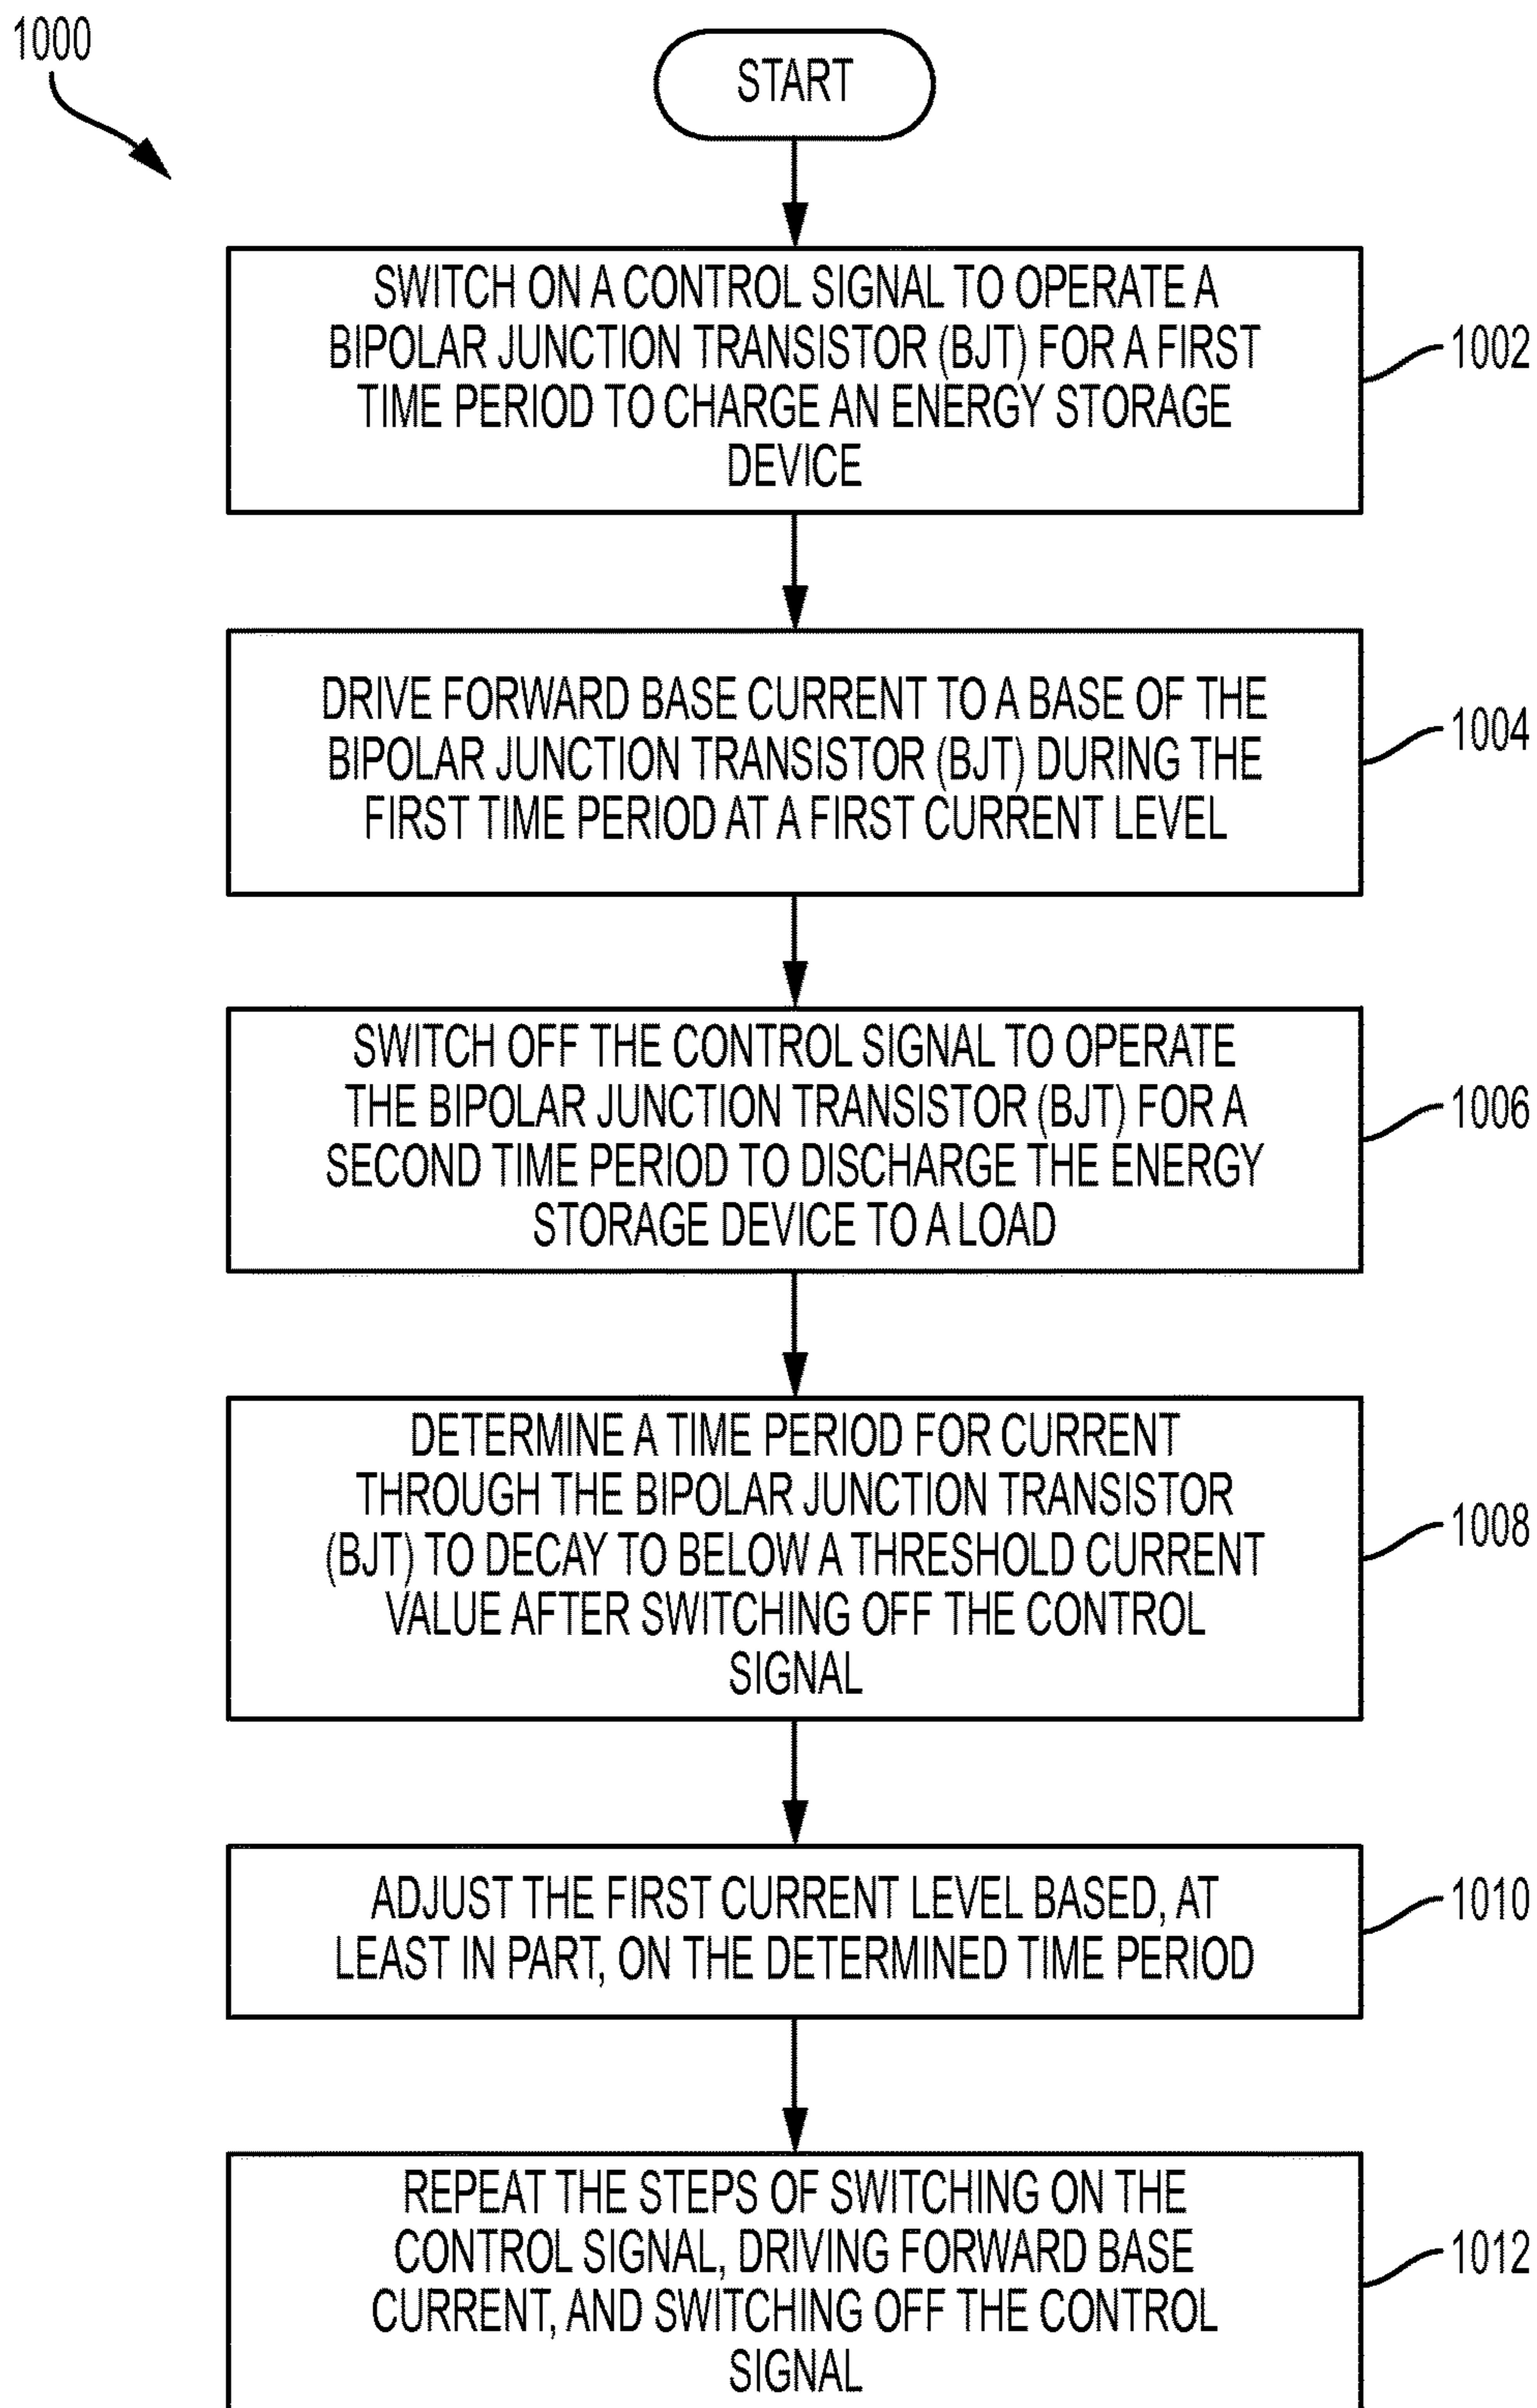 1000
START
SWITCH ON A CONTROL SIGNAL TO OPERATE A
BIPOLAR JUNCTION TRANSISTOR (BJT) FOR A FIRST
TIME PERIOD TO CHARGE AN ENERGY STORAGE
DEVICE
1002
DRIVE FORWARD BASE CURRENT TO A BASE OF THE
BIPOLAR JUNCTION TRANSISTOR (BJT) DURING THE
FIRST TIME PERIOD AT A FIRST CURRENT LEVEL
1004
SWITCH OFF THE CONTROL SIGNAL TO OPERATE
THE BIPOLAR JUNCTION TRANSISTOR (BJT) FOR A
SECOND TIME PERIOD TO DISCHARGE THE ENERGY
STORAGE DEVICE TO A LOAD
1006
DETERMINE A TIME PERIOD FOR CURRENT
THROUGH THE BIPOLAR JUNCTION TRANSISTOR
(BJT) TO DECAY TO BELOW A THRESHOLD CURRENT
VALUE AFTER SWITCHING OFF THE CONTROL
SIGNAL
1008
ADJUST THE FIRST CURRENT LEVEL BASED, AT
LEAST IN PART, ON THE DETERMINED TIME PERIOD
1010
REPEAT THE STEPS OF SWITCHING ON THE
CONTROL SIGNAL, DRIVING FORWARD BASE
CURRENT, AND SWITCHING OFF THE CONTROL
SIGNAL
1012